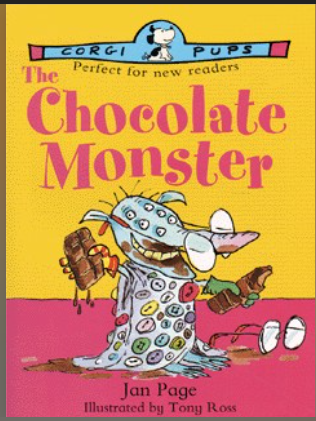 CORGI PUPS
Perfect for new readers
The
Chocolate
Monster
Jan Page
Illustrated by Tony Ross